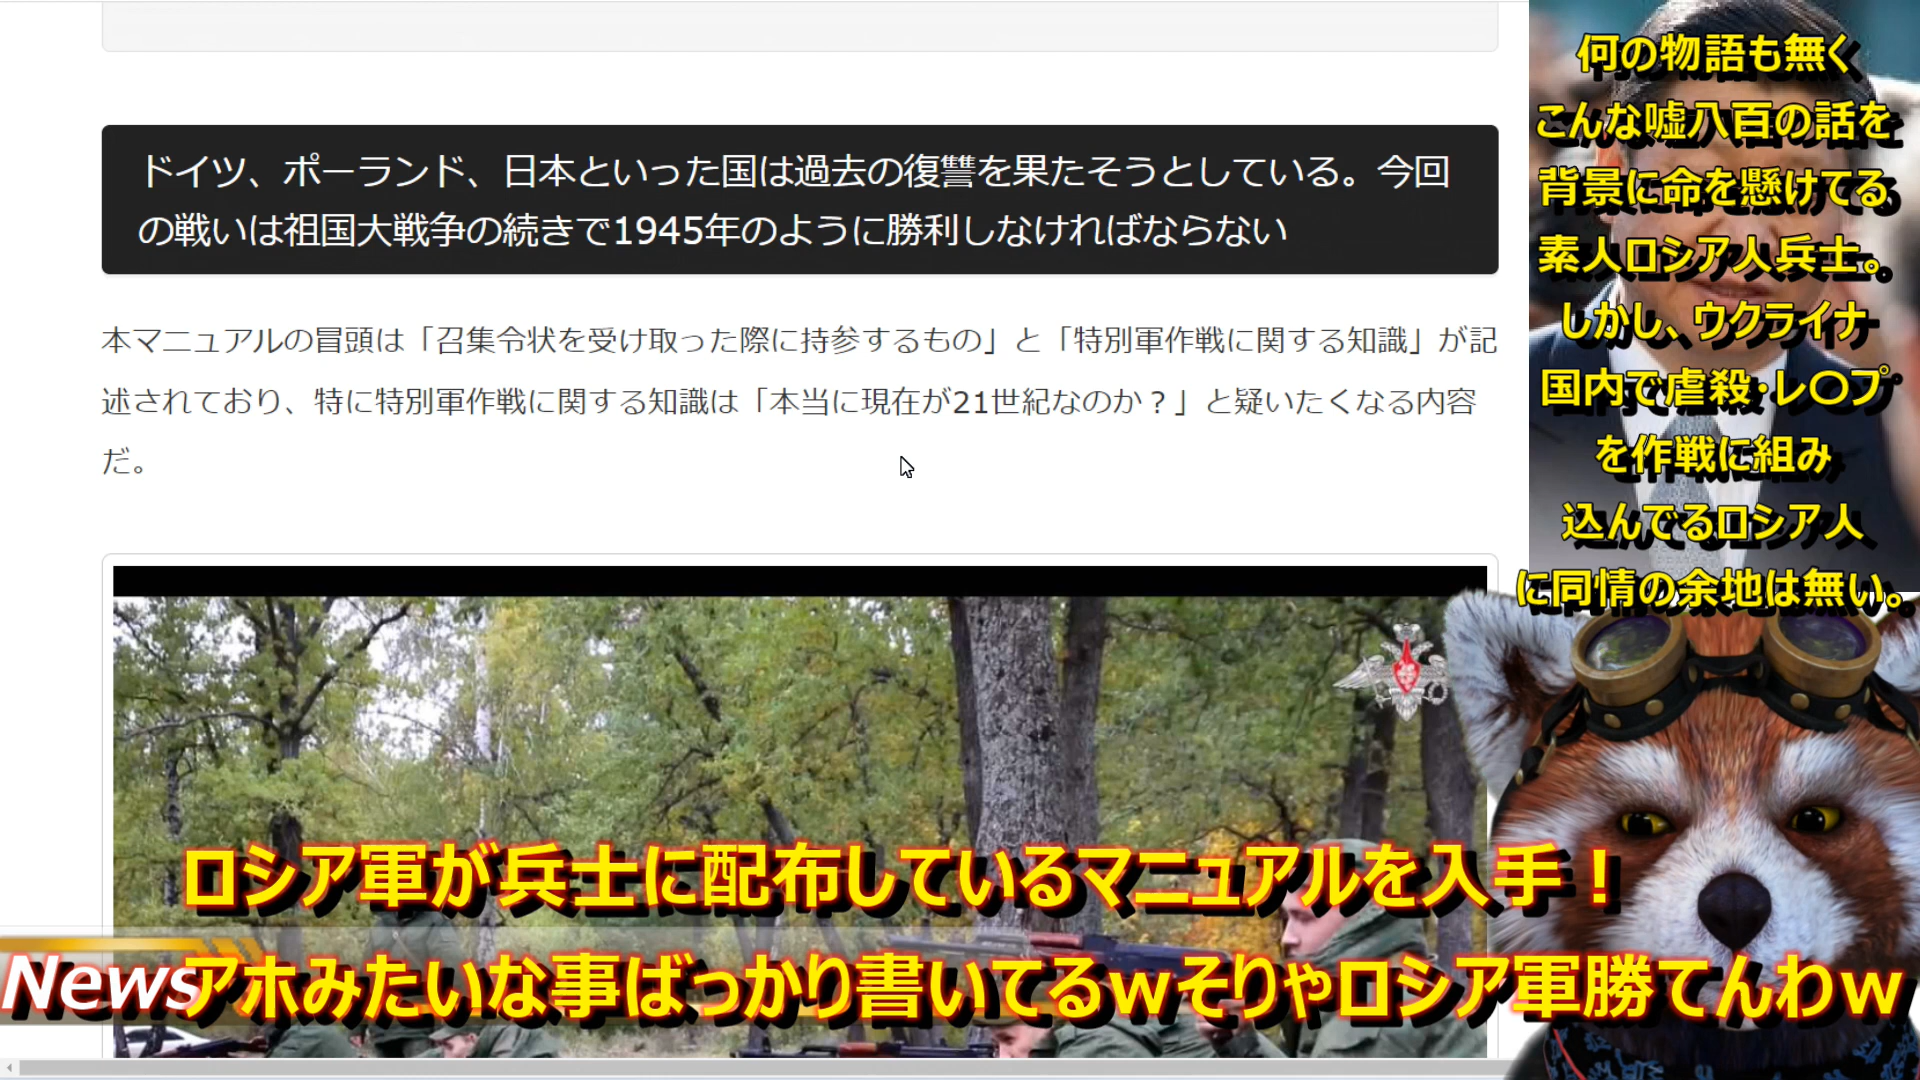 ドイツ、ポーランド、日本といった国は過去の復讐を果たそうとしている。今回
の戦いは祖国大戦争の続きで1945年のように勝利しなければならない
本マニュアルの冒頭は「召集令状を受け取った際に持参するもの」と「特別軍作戦に関する知識」が記
述されており、特に特別軍作戦に関する知識は「本当に現在が21世紀なのか？」と疑いたくなる内容
だ。
何の物語も無く
こんな嘘八百の話を
背景に命を懸けてる
素人ロシア人兵士。
しかし、ウクライナ
国内で虐殺・レ〇プ
を作戦に組み
込んでるロシア人
に同情の余地は無い。
ロシア軍が兵士に配布しているマニュアルを入手！
News
アホみたいな事ばっかり書いてるｗそりゃロシア軍勝てんわｗ